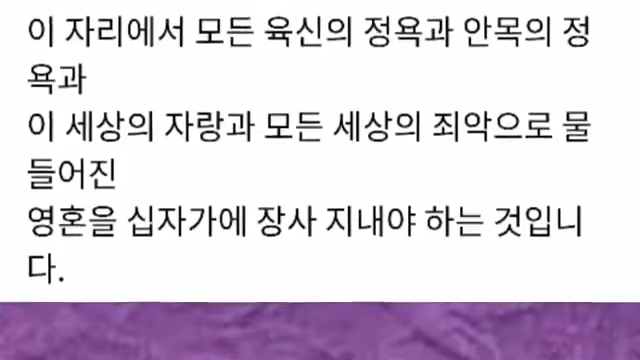 이 자리에서 모든 육신의 정욕과 안목의 정
욕과
이 세상의 자랑과 모든 세상의 죄악으로 물
들어진
영혼을 십자가에 장사 지내야 하는 것입니
다.